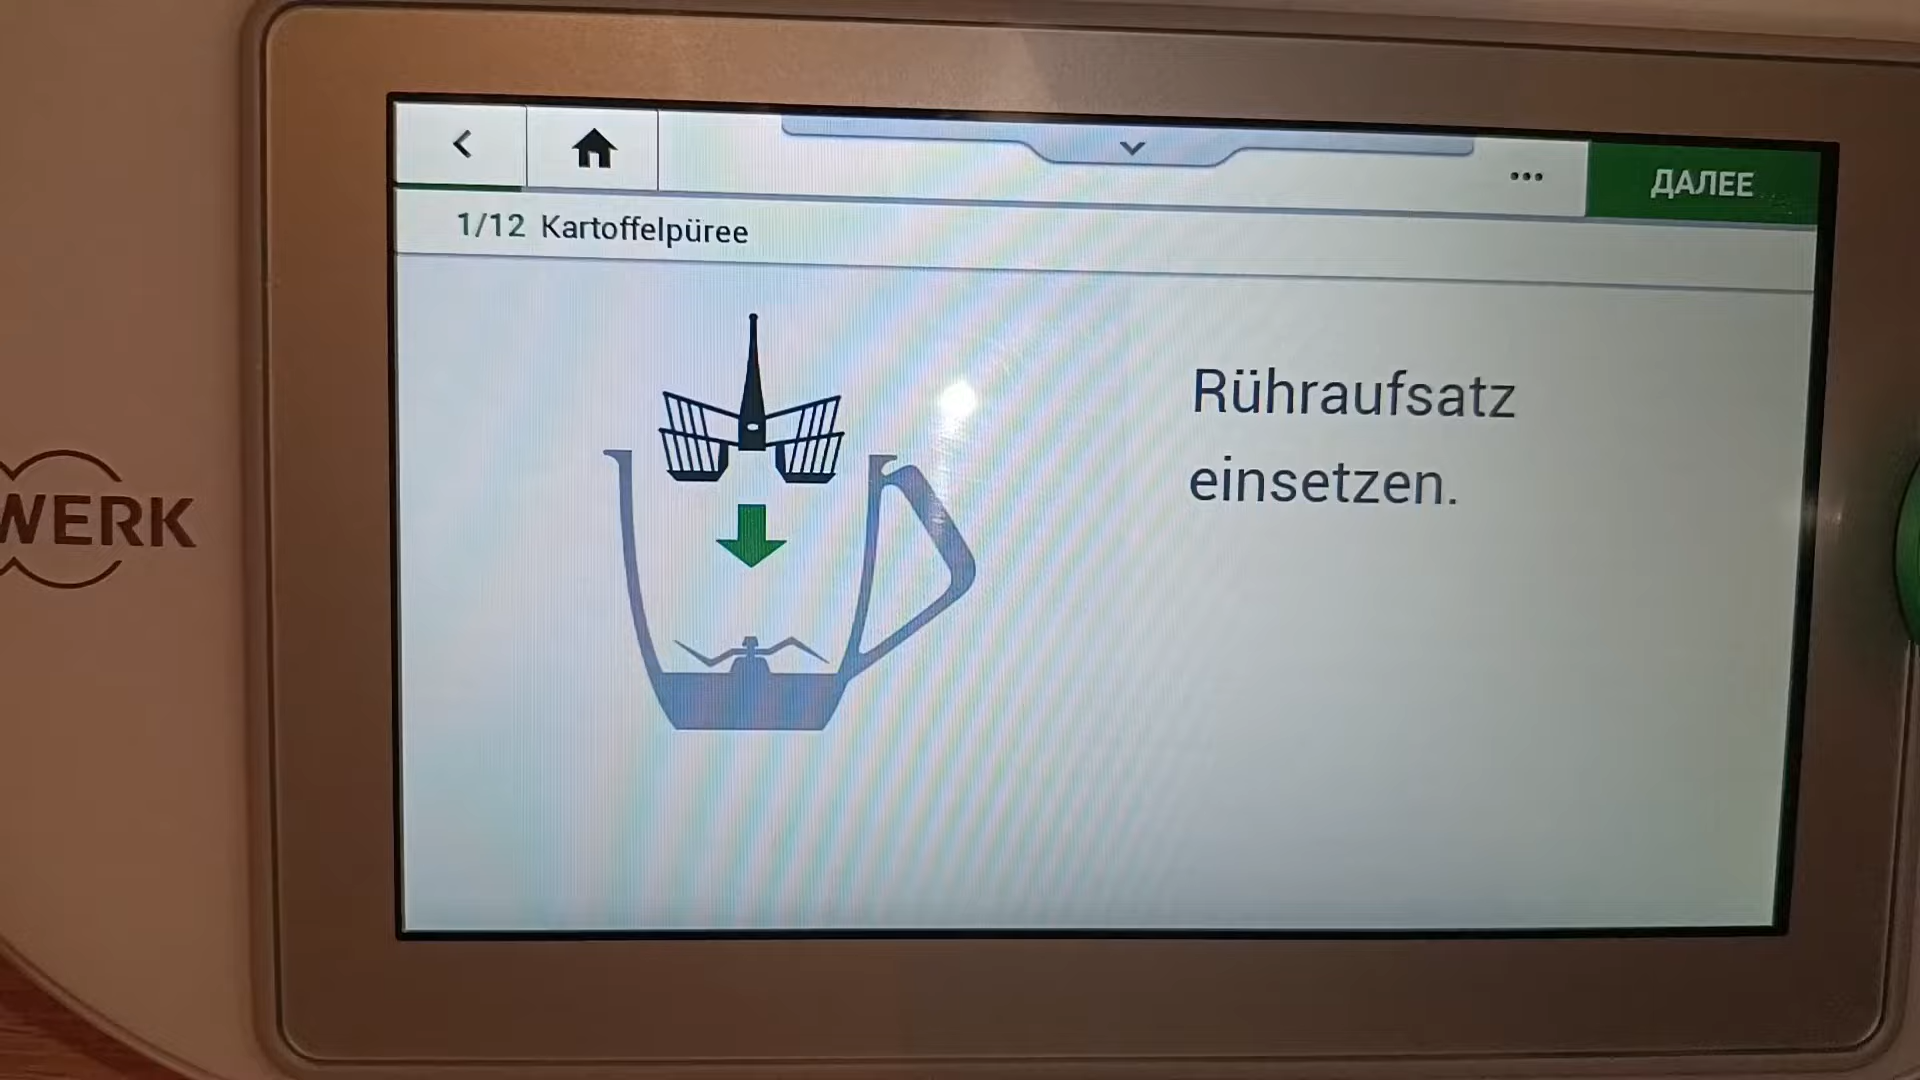 ДАЛЕЕ
1/12 Kartoffelpüree
Rühraufsatz
einsetzen.
WERK